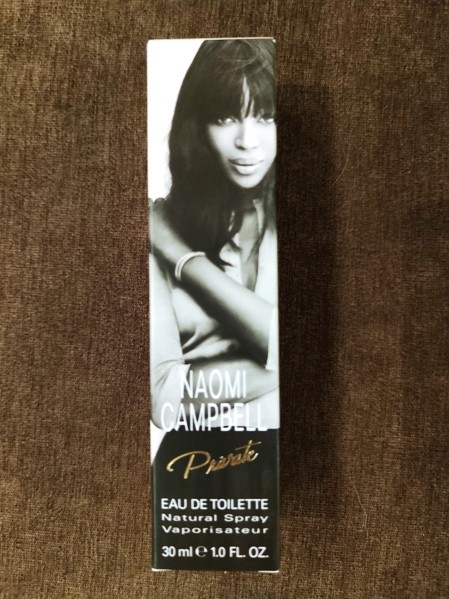 NAOMI
CAMPBELL
Private
EAU DE TOILETTE
Natural Spray
Vaporisateur
30 ml ℮ 1.0 FL. OZ.